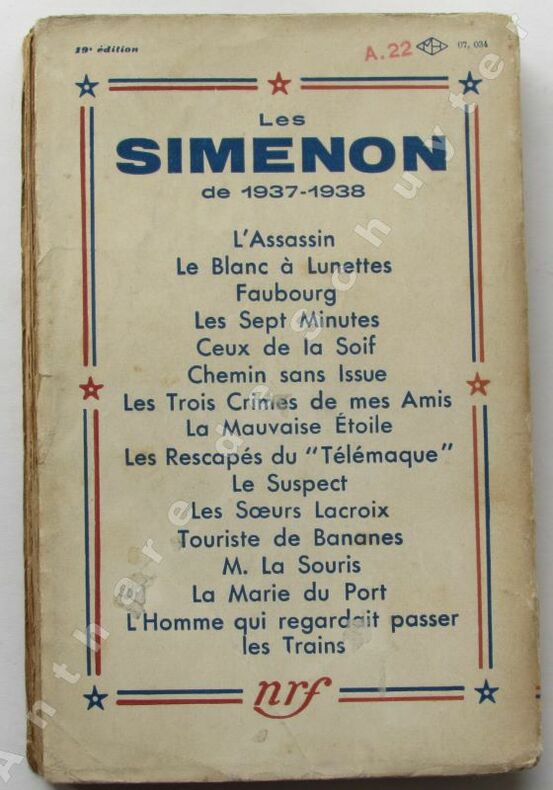 19e édition
A.22 MH 07, 034
Les
SIMENON
de 1937-1938
L'Assassin
Le Blanc à Lunettes
Faubourg
Les Sept Minutes
Ceux de la Soif
Chemin sans Issue
Les Trois Crimes de mes Amis
La Mauvaise Étoile
Les Rescapés du "Télémaque"
Le Suspect
Les Sœurs Lacroix
Touriste de Bananes
M. La Souris
La Marie du Port
L'Homme qui regardait passer
les Trains
nrf